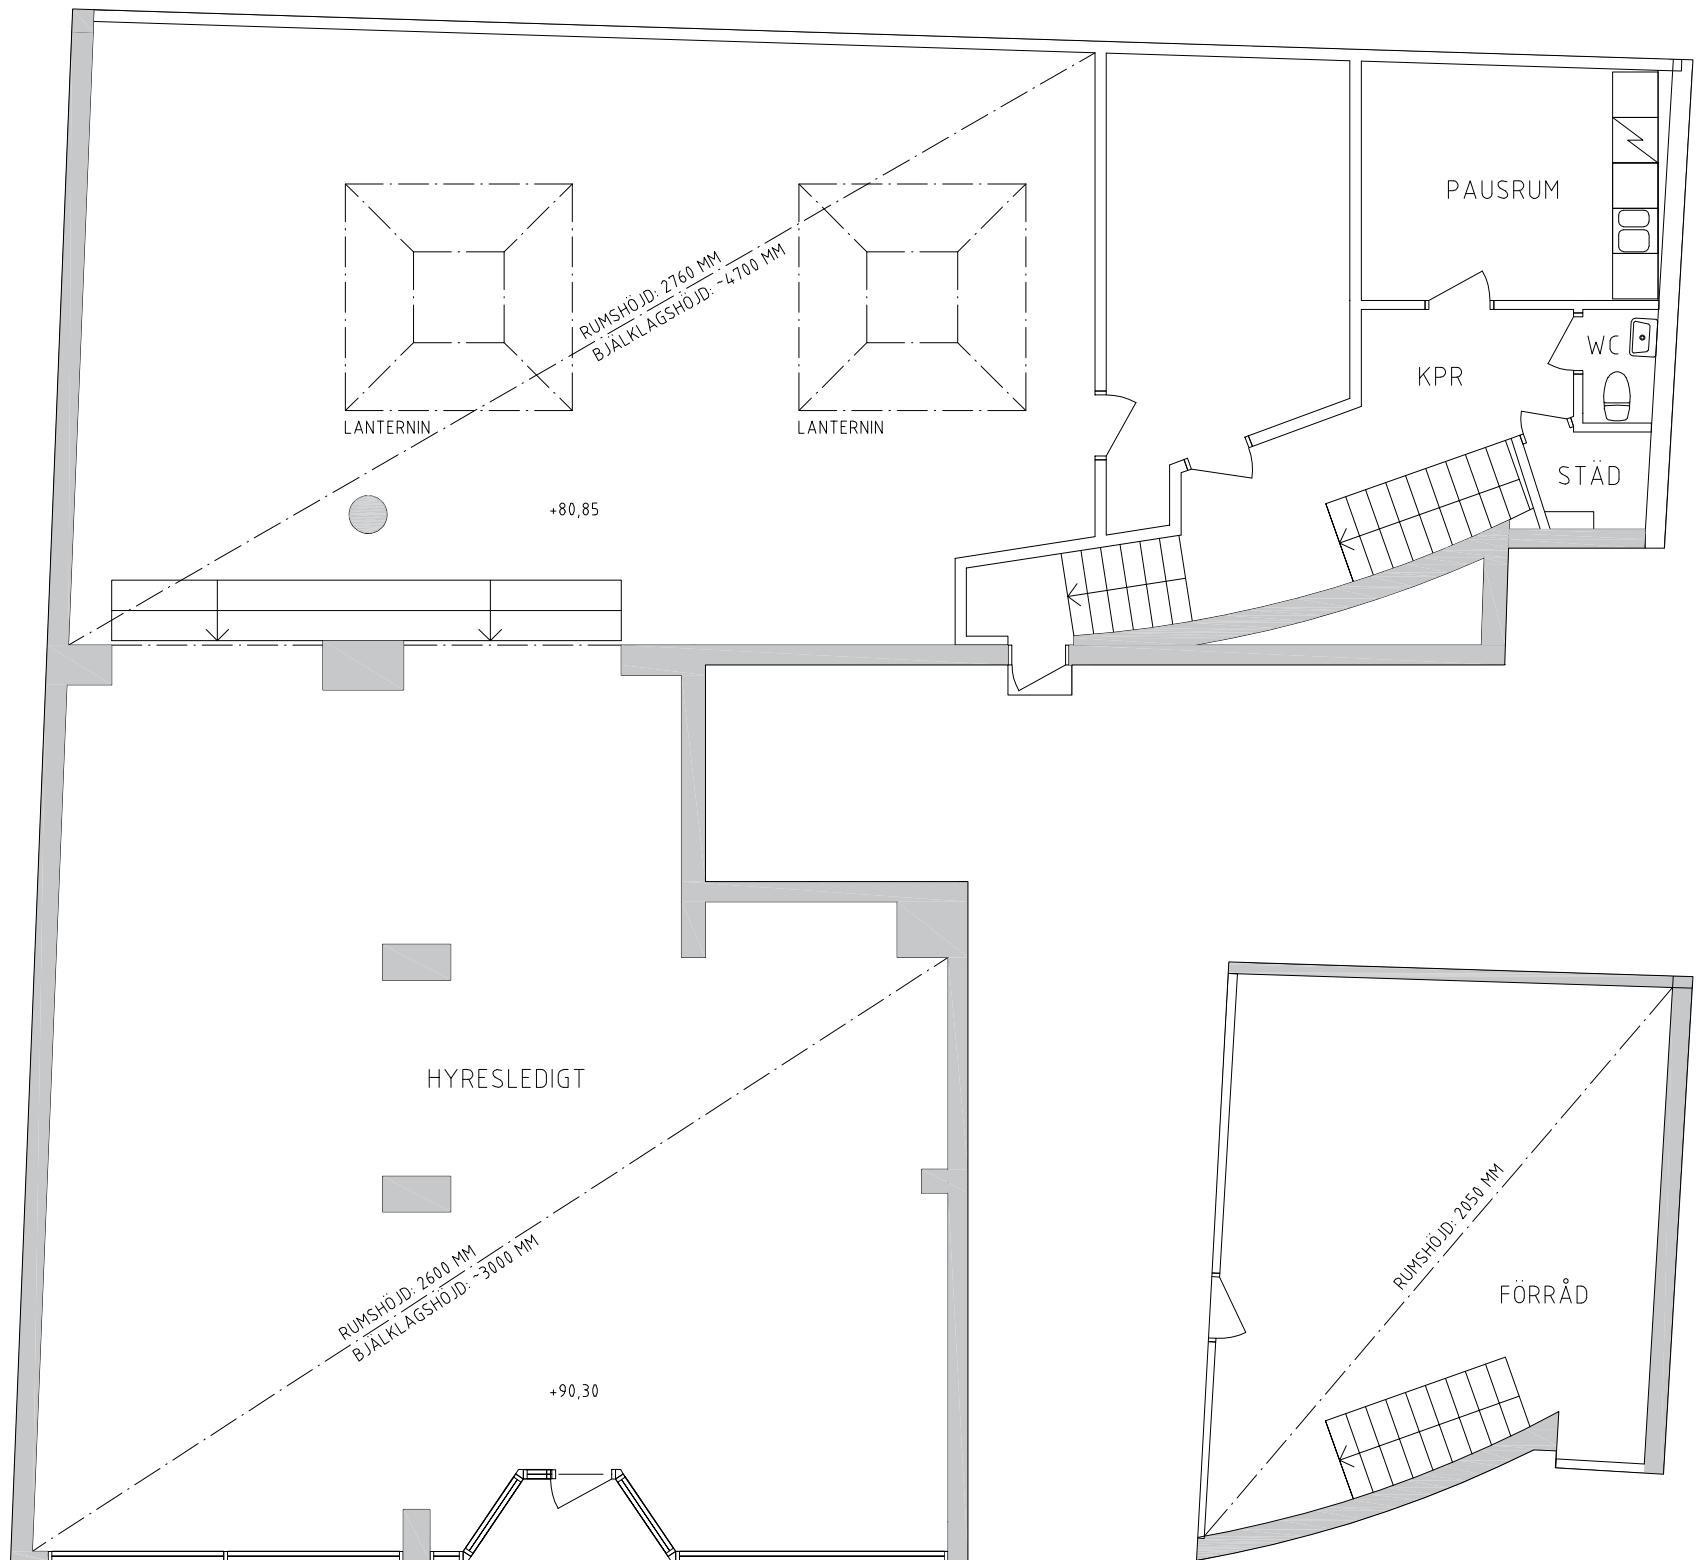 PAUSRUM
RUMSHÖJD: 2760 MM
BJÄLKLAGSHÖJD: ~4700 MM
WC
KPR
LANTERNIN
LANTERNIN
STÄD
+80,85
HYRESLEDIGT
RUMSHÖJD: 2050 MM
RUMSHÖJD: 2600 MM
BJÄLKLAGSHÖJD: ~3000 MM
FÖRRÅD
+90,30